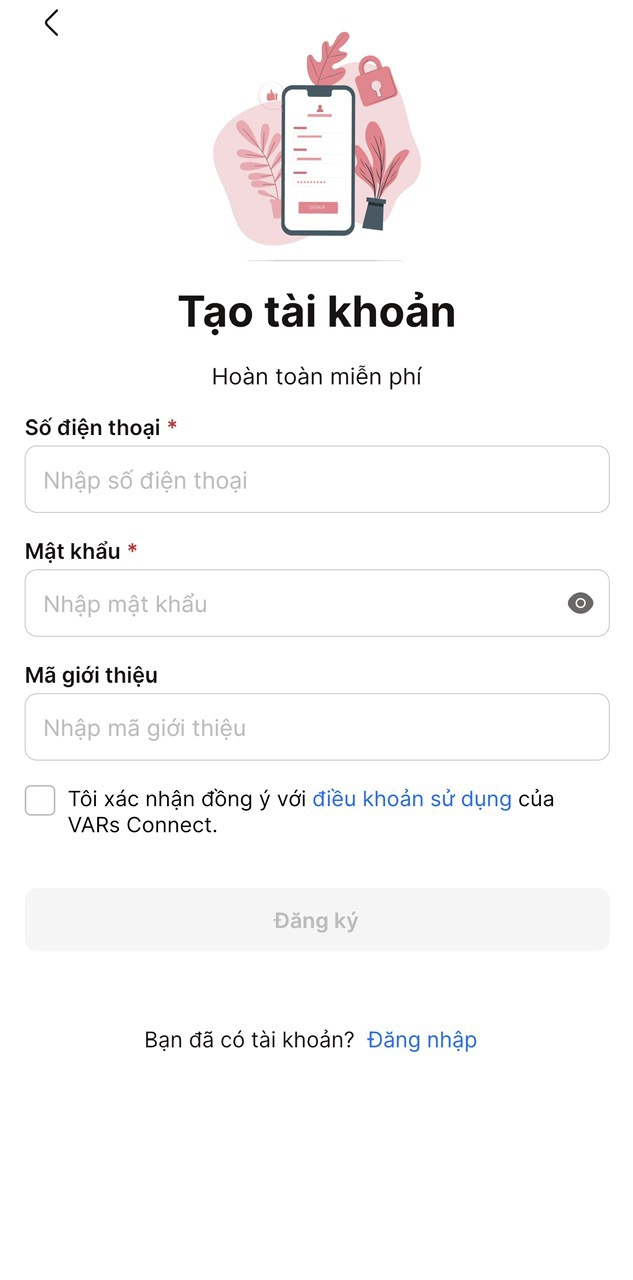 Tạo tài khoản
Hoàn toàn miễn phí
Số điện thoại *
Nhập số điện thoại
Mật khẩu *
Nhập mật khẩu
Mã giới thiệu
Nhập mã giới thiệu
Tôi xác nhận đồng ý với điều khoản sử dụng của
VARs Connect.
Đăng ký
Bạn đã có tài khoản? Đăng nhập